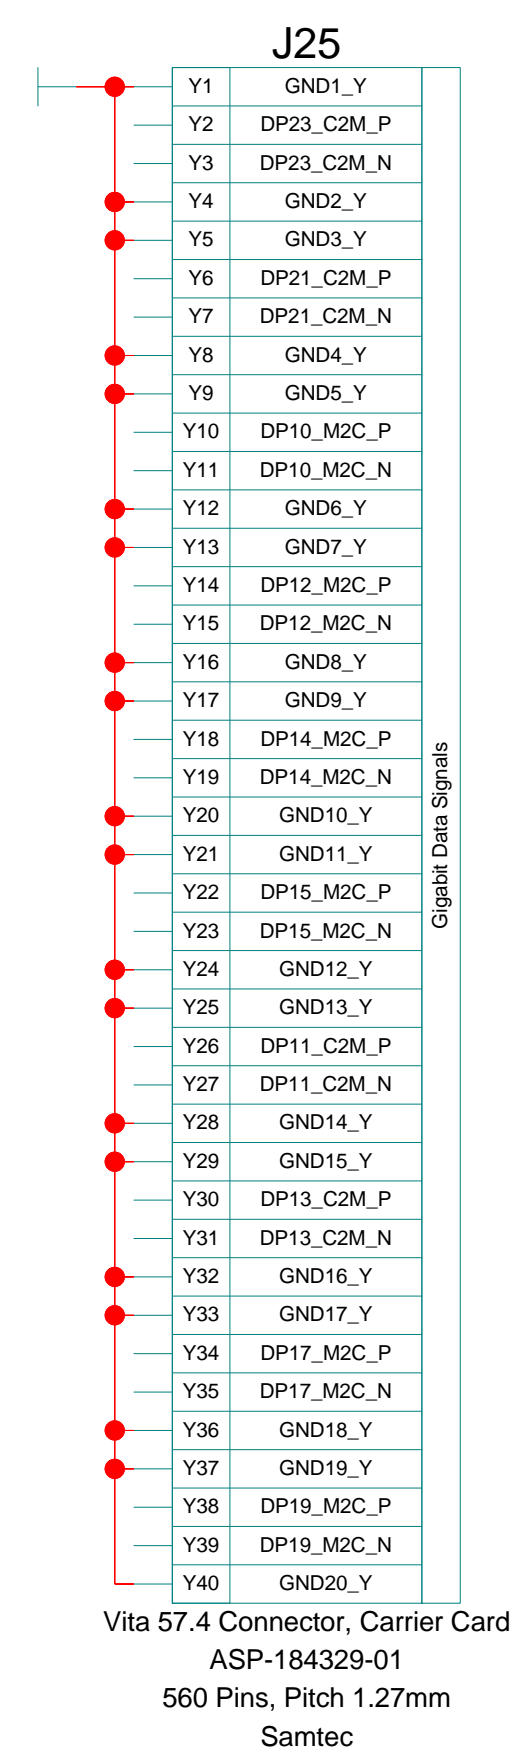 J25
Y1 GND1_Y
Y2 DP23_C2M_P
Y3 DP23_C2M_N
Y4 GND2_Y
Y5 GND3_Y
Y6 DP21_C2M_P
Y7 DP21_C2M_N
Y8 GND4_Y
Y9 GND5_Y
Y10 DP10_M2C_P
Y11 DP10_M2C_N
Y12 GND6_Y
Y13 GND7_Y
Y14 DP12_M2C_P
Y15 DP12_M2C_N
Y16 GND8_Y
Y17 GND9_Y
Y18 DP14_M2C_P
Y19 DP14_M2C_N
Y20 GND10_Y
Y21 GND11_Y
Y22 DP15_M2C_P
Y23 DP15_M2C_N
Y24 GND12_Y
Y25 GND13_Y
Y26 DP11_C2M_P
Y27 DP11_C2M_N
Y28 GND14_Y
Y29 GND15_Y
Y30 DP13_C2M_P
Y31 DP13_C2M_N
Y32 GND16_Y
Y33 GND17_Y
Y34 DP17_M2C_P
Y35 DP17_M2C_N
Y36 GND18_Y
Y37 GND19_Y
Y38 DP19_M2C_P
Y39 DP19_M2C_N
Y40 GND20_Y
Gigabit Data Signals
Vita 57.4 Connector, Carrier Card
ASP-184329-01
560 Pins, Pitch 1.27mm
Samtec